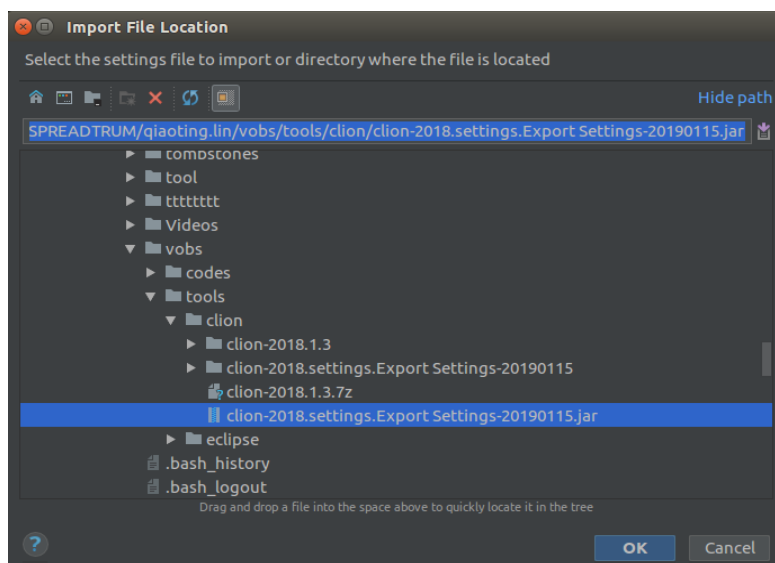 Import File Location
Select the settings file to import or directory where the file is located
Hide path
SPREADTRUM/qiaoting.lin/vobs/tools/clion/clion-2018.settings.Export Settings-20190115.jar
tombstones
tool
tttttttt
Videos
vobs
codes
tools
clion
clion-2018.1.3
clion-2018.settings.Export Settings-20190115
clion-2018.1.3.7z
clion-2018.settings.Export Settings-20190115.jar
eclipse
.bash_history
.bash_logout
Drag and drop a file into the space above to quickly locate it in the tree
?
OK Cancel